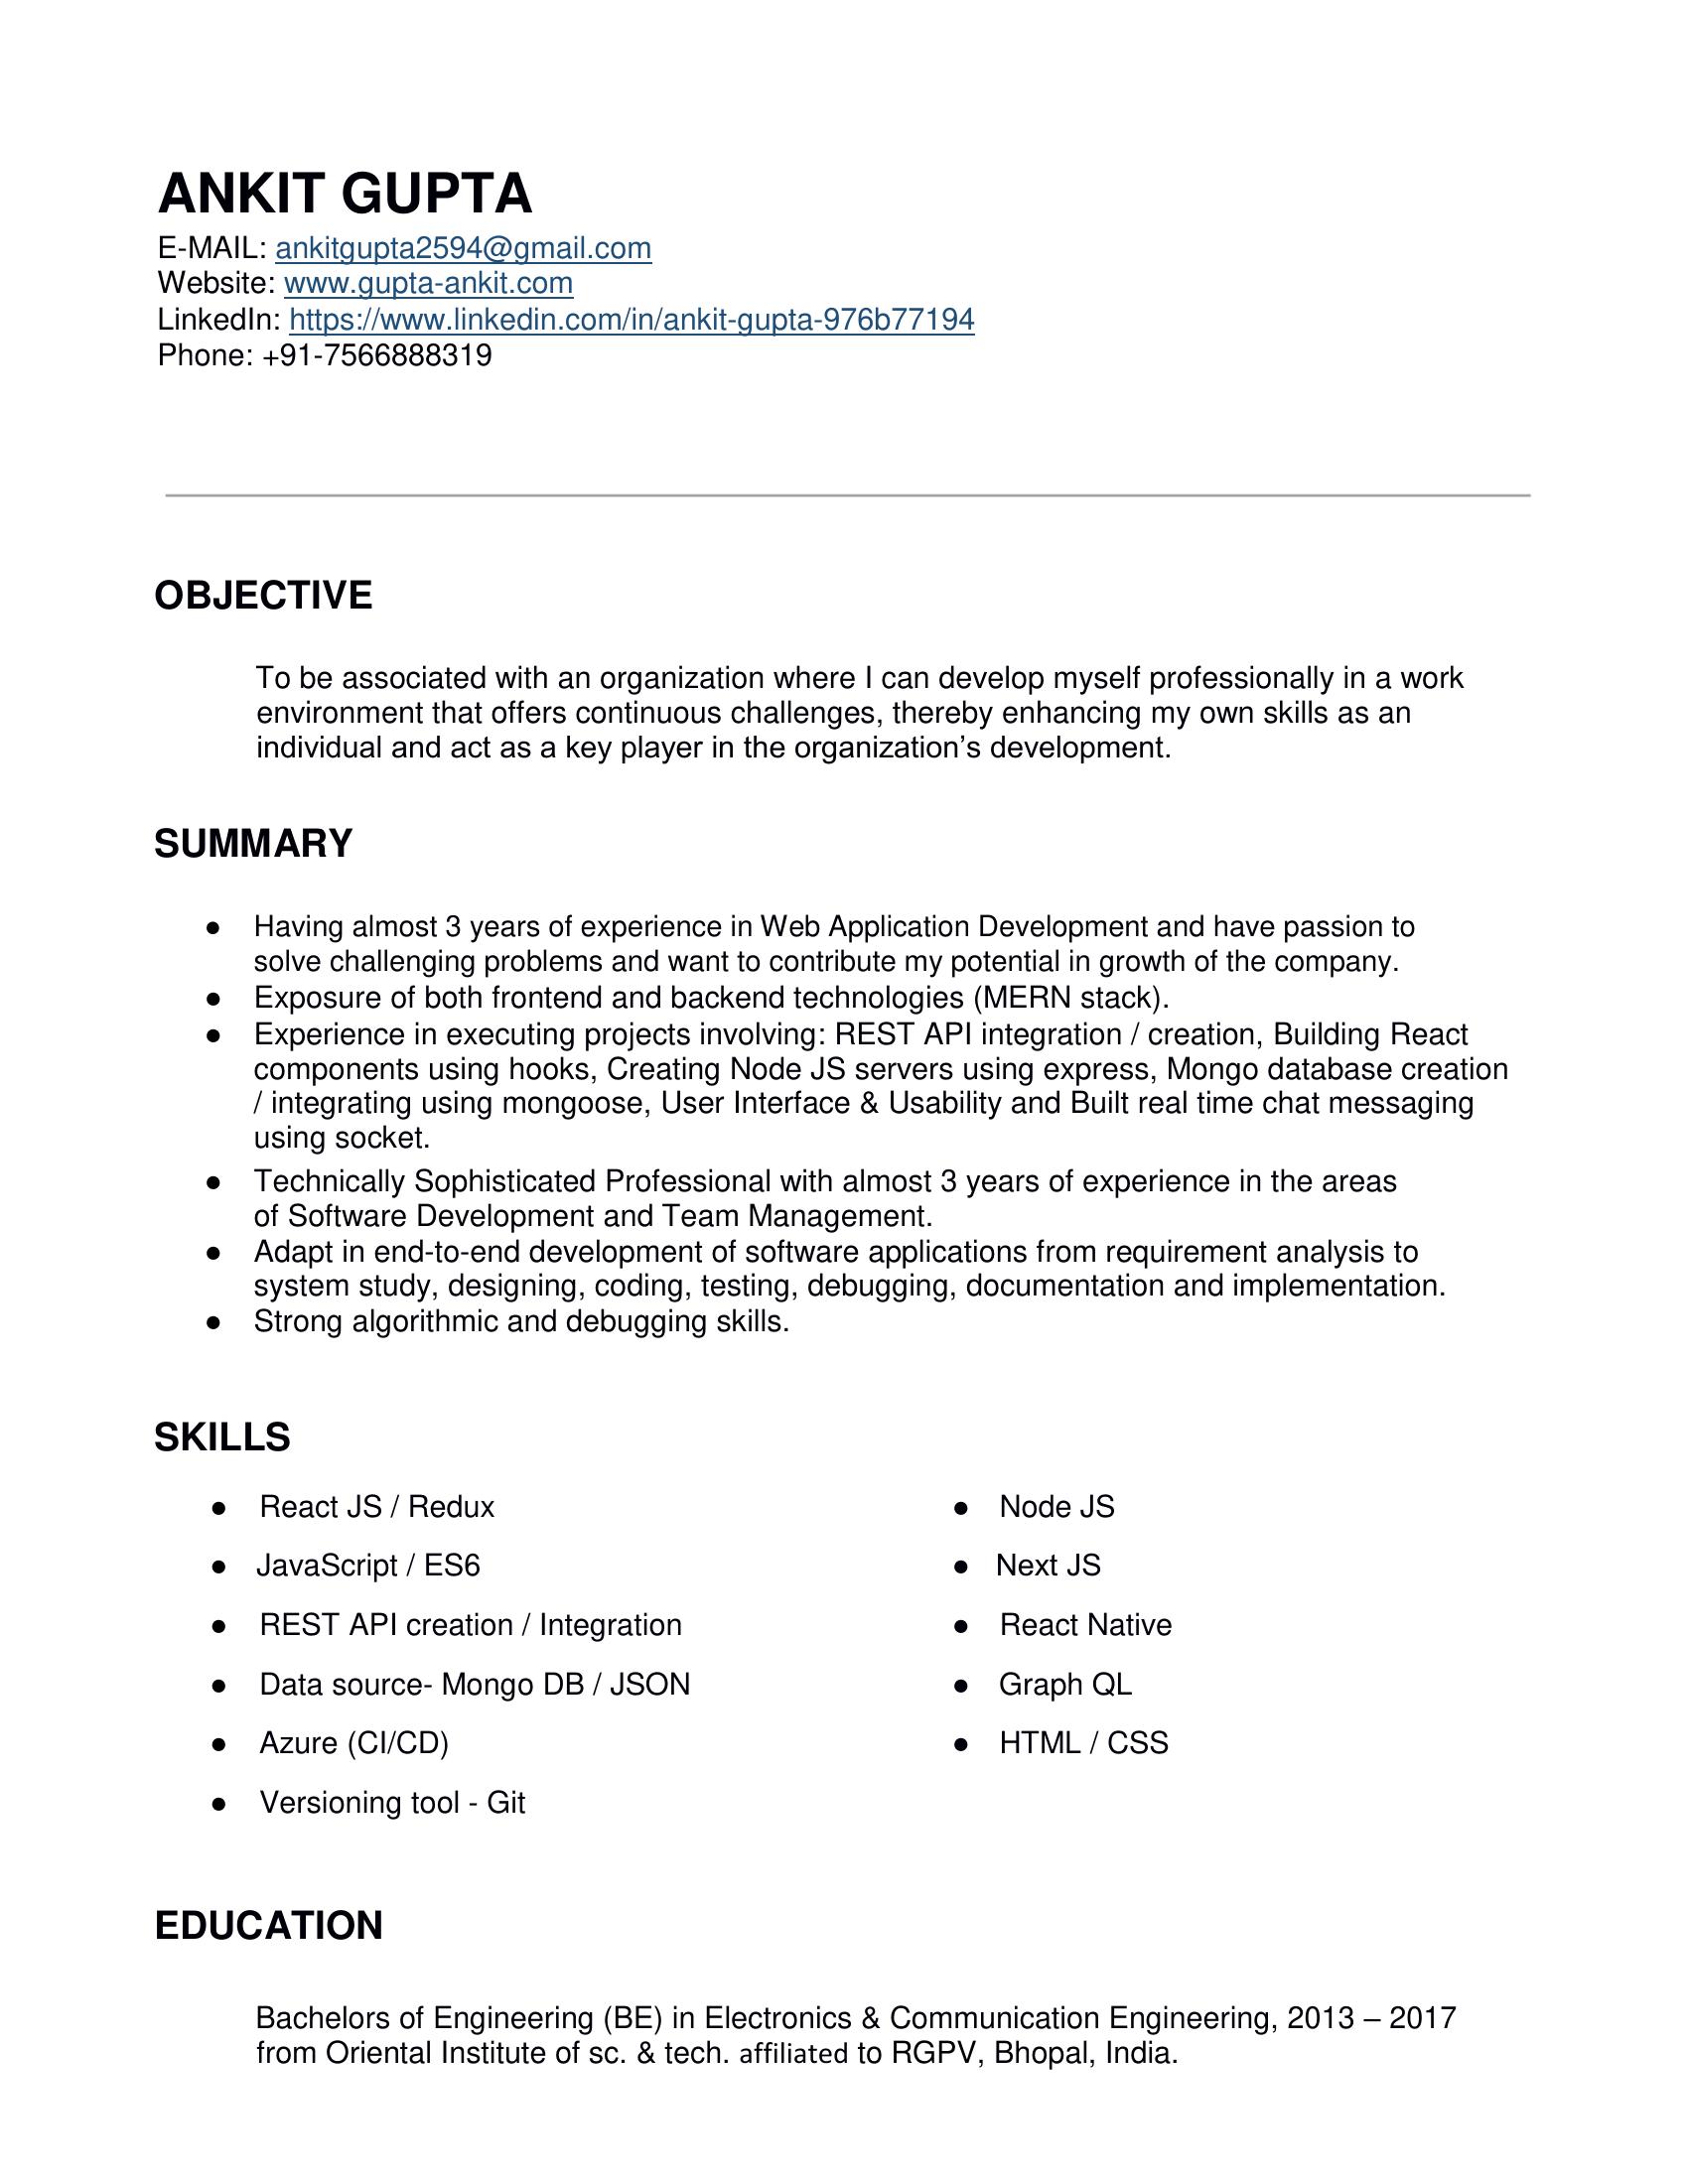 ANKIT GUPTA
E-MAIL: ankitgupta2594@gmail.com
Website: www.gupta-ankit.com
LinkedIn: https://www.linkedin.com/in/ankit-gupta-976b77194
Phone: +91-7566888319
OBJECTIVE
To be associated with an organization where I can develop myself professionally in a work
environment that offers continuous challenges, thereby enhancing my own skills as an
individual and act as a key player in the organization’s development.
SUMMARY
● Having almost 3 years of experience in Web Application Development and have passion to
solve challenging problems and want to contribute my potential in growth of the company.
● Exposure of both frontend and backend technologies (MERN stack).
● Experience in executing projects involving: REST API integration / creation, Building React
components using hooks, Creating Node JS servers using express, Mongo database creation
/ integrating using mongoose, User Interface & Usability and Built real time chat messaging
using socket.
● Technically Sophisticated Professional with almost 3 years of experience in the areas
of Software Development and Team Management.
● Adapt in end-to-end development of software applications from requirement analysis to
system study, designing, coding, testing, debugging, documentation and implementation.
● Strong algorithmic and debugging skills.
SKILLS
● React JS / Redux
● JavaScript / ES6
● REST API creation / Integration
● Data source- Mongo DB / JSON
● Azure (CI/CD)
● Versioning tool - Git
● Node JS
● Next JS
● React Native
● Graph QL
● HTML / CSS
EDUCATION
Bachelors of Engineering (BE) in Electronics & Communication Engineering, 2013 – 2017
from Oriental Institute of sc. & tech. affiliated to RGPV, Bhopal, India.